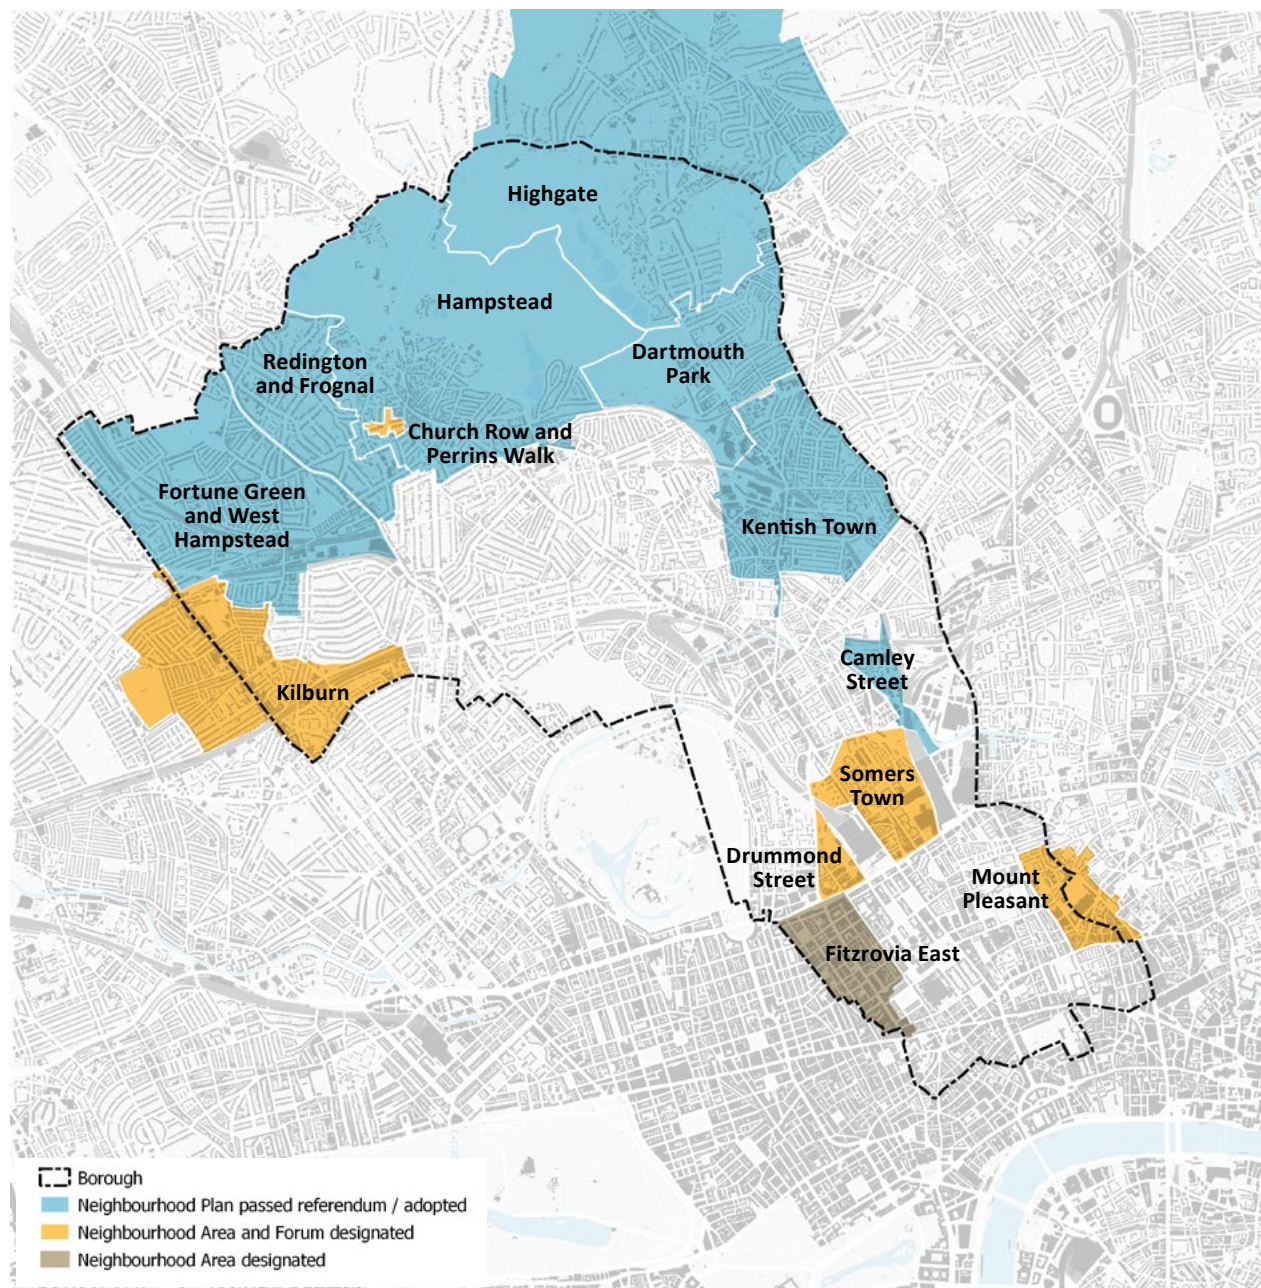 Highgate
Hampstead
Redington
and Frognal
Dartmouth
Park
Church Row and
Perrins Walk
Fortune Green
and West
Hampstead
Kentish Town
Camley
Street
Kilburn
Somers
Town
Drummond
Street
Mount
Pleasant
Fitzrovia East
Borough
Neighbourhood Plan passed referendum / adopted
Neighbourhood Area and Forum designated
Neighbourhood Area designated